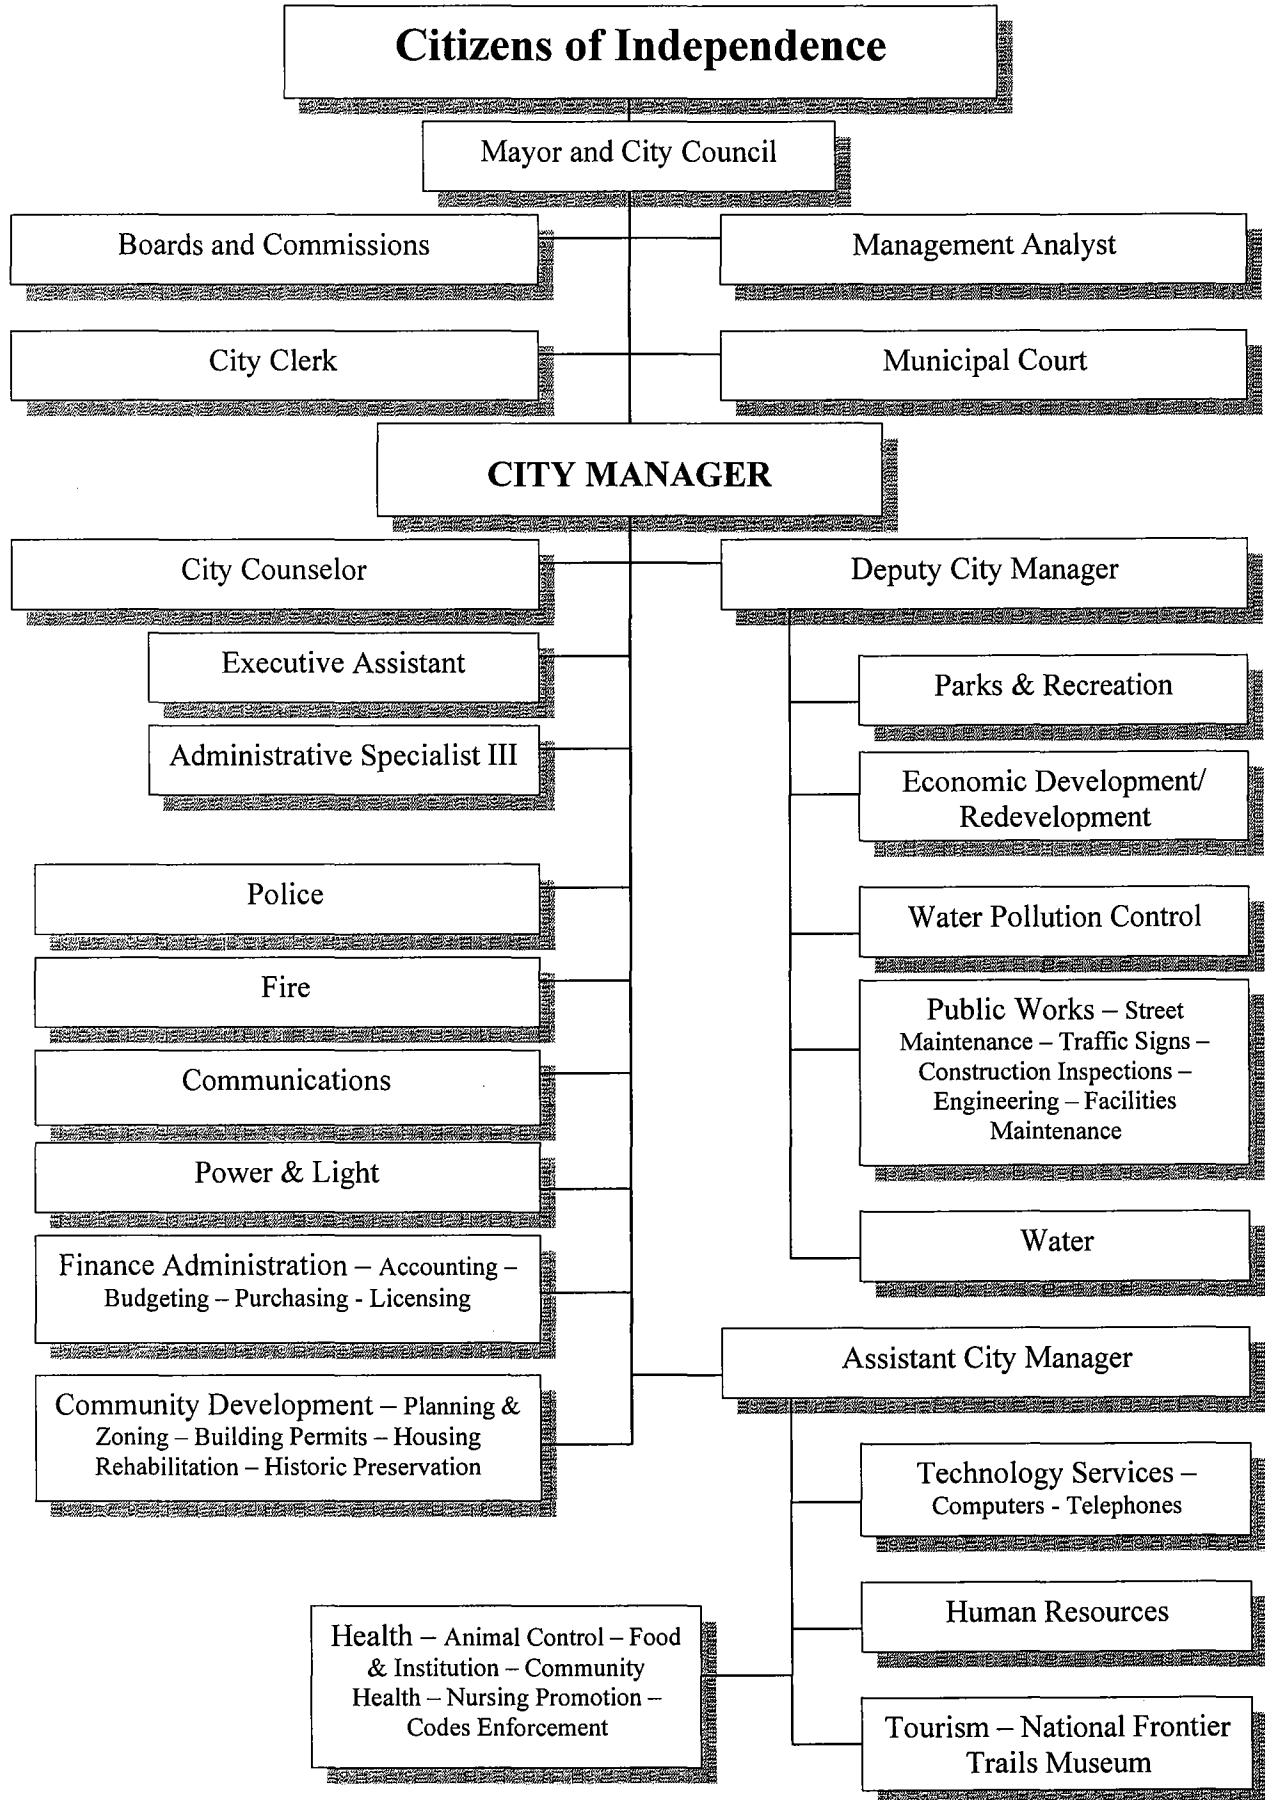 Citizens of Independence
Mayor and City Council
Boards and Commissions
Management Analyst
City Clerk
Municipal Court
CITY MANAGER
City Counselor
Deputy City Manager
Executive Assistant
Administrative Specialist III
Parks & Recreation
Economic Development/
Redevelopment
Police
Water Pollution Control
Fire
Public Works – Street
Maintenance – Traffic Signs –
Construction Inspections –
Engineering – Facilities
Maintenance
Communications
Power & Light
Water
Finance Administration – Accounting –
Budgeting – Purchasing - Licensing
Assistant City Manager
Community Development – Planning &
Zoning – Building Permits – Housing
Rehabilitation – Historic Preservation
Technology Services –
Computers - Telephones
Human Resources
Health – Animal Control – Food
& Institution – Community
Health – Nursing Promotion –
Codes Enforcement
Tourism – National Frontier
Trails Museum